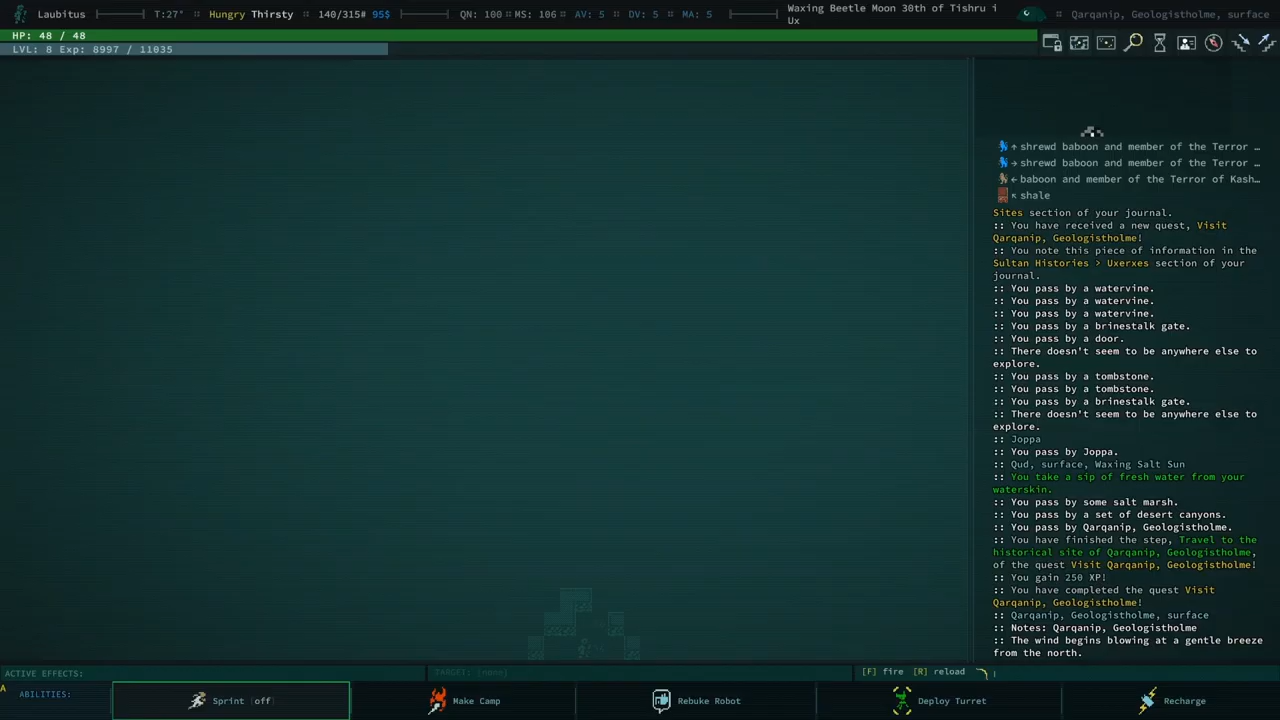 Laubitus T:27° Hungry Thirsty 140/315# 95$ QN: 100 MS: 106 AV: 5 DV: 5 MA: 5 Waxing Beetle Moon 30th of Tishru i Qarqanip, Geologistholme, surface
Ux
HP: 48 / 48
LVL: 8 Exp: 8997 / 11035
↑ shrewd baboon and member of the Terror …
→ shrewd baboon and member of the Terror …
← baboon and member of the Terror of Kash…
↖ shale
Sites section of your journal.
:: You have received a new quest, Visit
Qarqanip, Geologistholme!
:: You note this piece of information in the
Sultan Histories > Uxerxes section of your
journal.
:: You pass by a watervine.
:: You pass by a watervine.
:: You pass by a watervine.
:: You pass by a brinestalk gate.
:: You pass by a door.
:: There doesn't seem to be anywhere else to
explore.
:: You pass by a tombstone.
:: You pass by a tombstone.
:: You pass by a brinestalk gate.
:: There doesn't seem to be anywhere else to
explore.
:: Joppa
:: You pass by Joppa.
:: Qud, surface, Waxing Salt Sun
:: You take a sip of fresh water from your
waterskin.
:: You pass by some salt marsh.
:: You pass by a set of desert canyons.
:: You pass by Qarqanip, Geologistholme.
:: You have finished the step, Travel to the
historical site of Qarqanip, Geologistholme,
of the quest Visit Qarqanip, Geologistholme!
:: You gain 250 XP!
:: You have completed the quest Visit
Qarqanip, Geologistholme!
:: Qarqanip, Geologistholme, surface
:: Notes: Qarqanip, Geologistholme
:: The wind begins blowing at a gentle breeze
from the north.
ACTIVE EFFECTS: TARGET: [none] [F] fire [R] reload
A ABILITIES: Sprint [off] Make Camp Rebuke Robot Deploy Turret Recharge